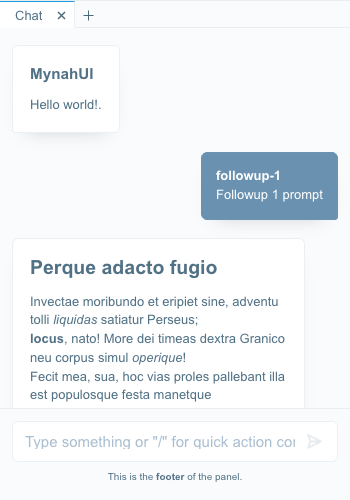 Chat
MynahUI
Hello world!.
followup-1
Followup 1 prompt
Perque adacto fugio
Invectae moribundo et eripiet sine, adventu
tolli liquidas satiatur Perseus;
locus, nato! More dei timeas dextra Granico
neu corpus simul operique!
Fecit mea, sua, hoc vias proles pallebant illa
est populosque festa manetque
Type something or "/" for quick action con
This is the footer of the panel.